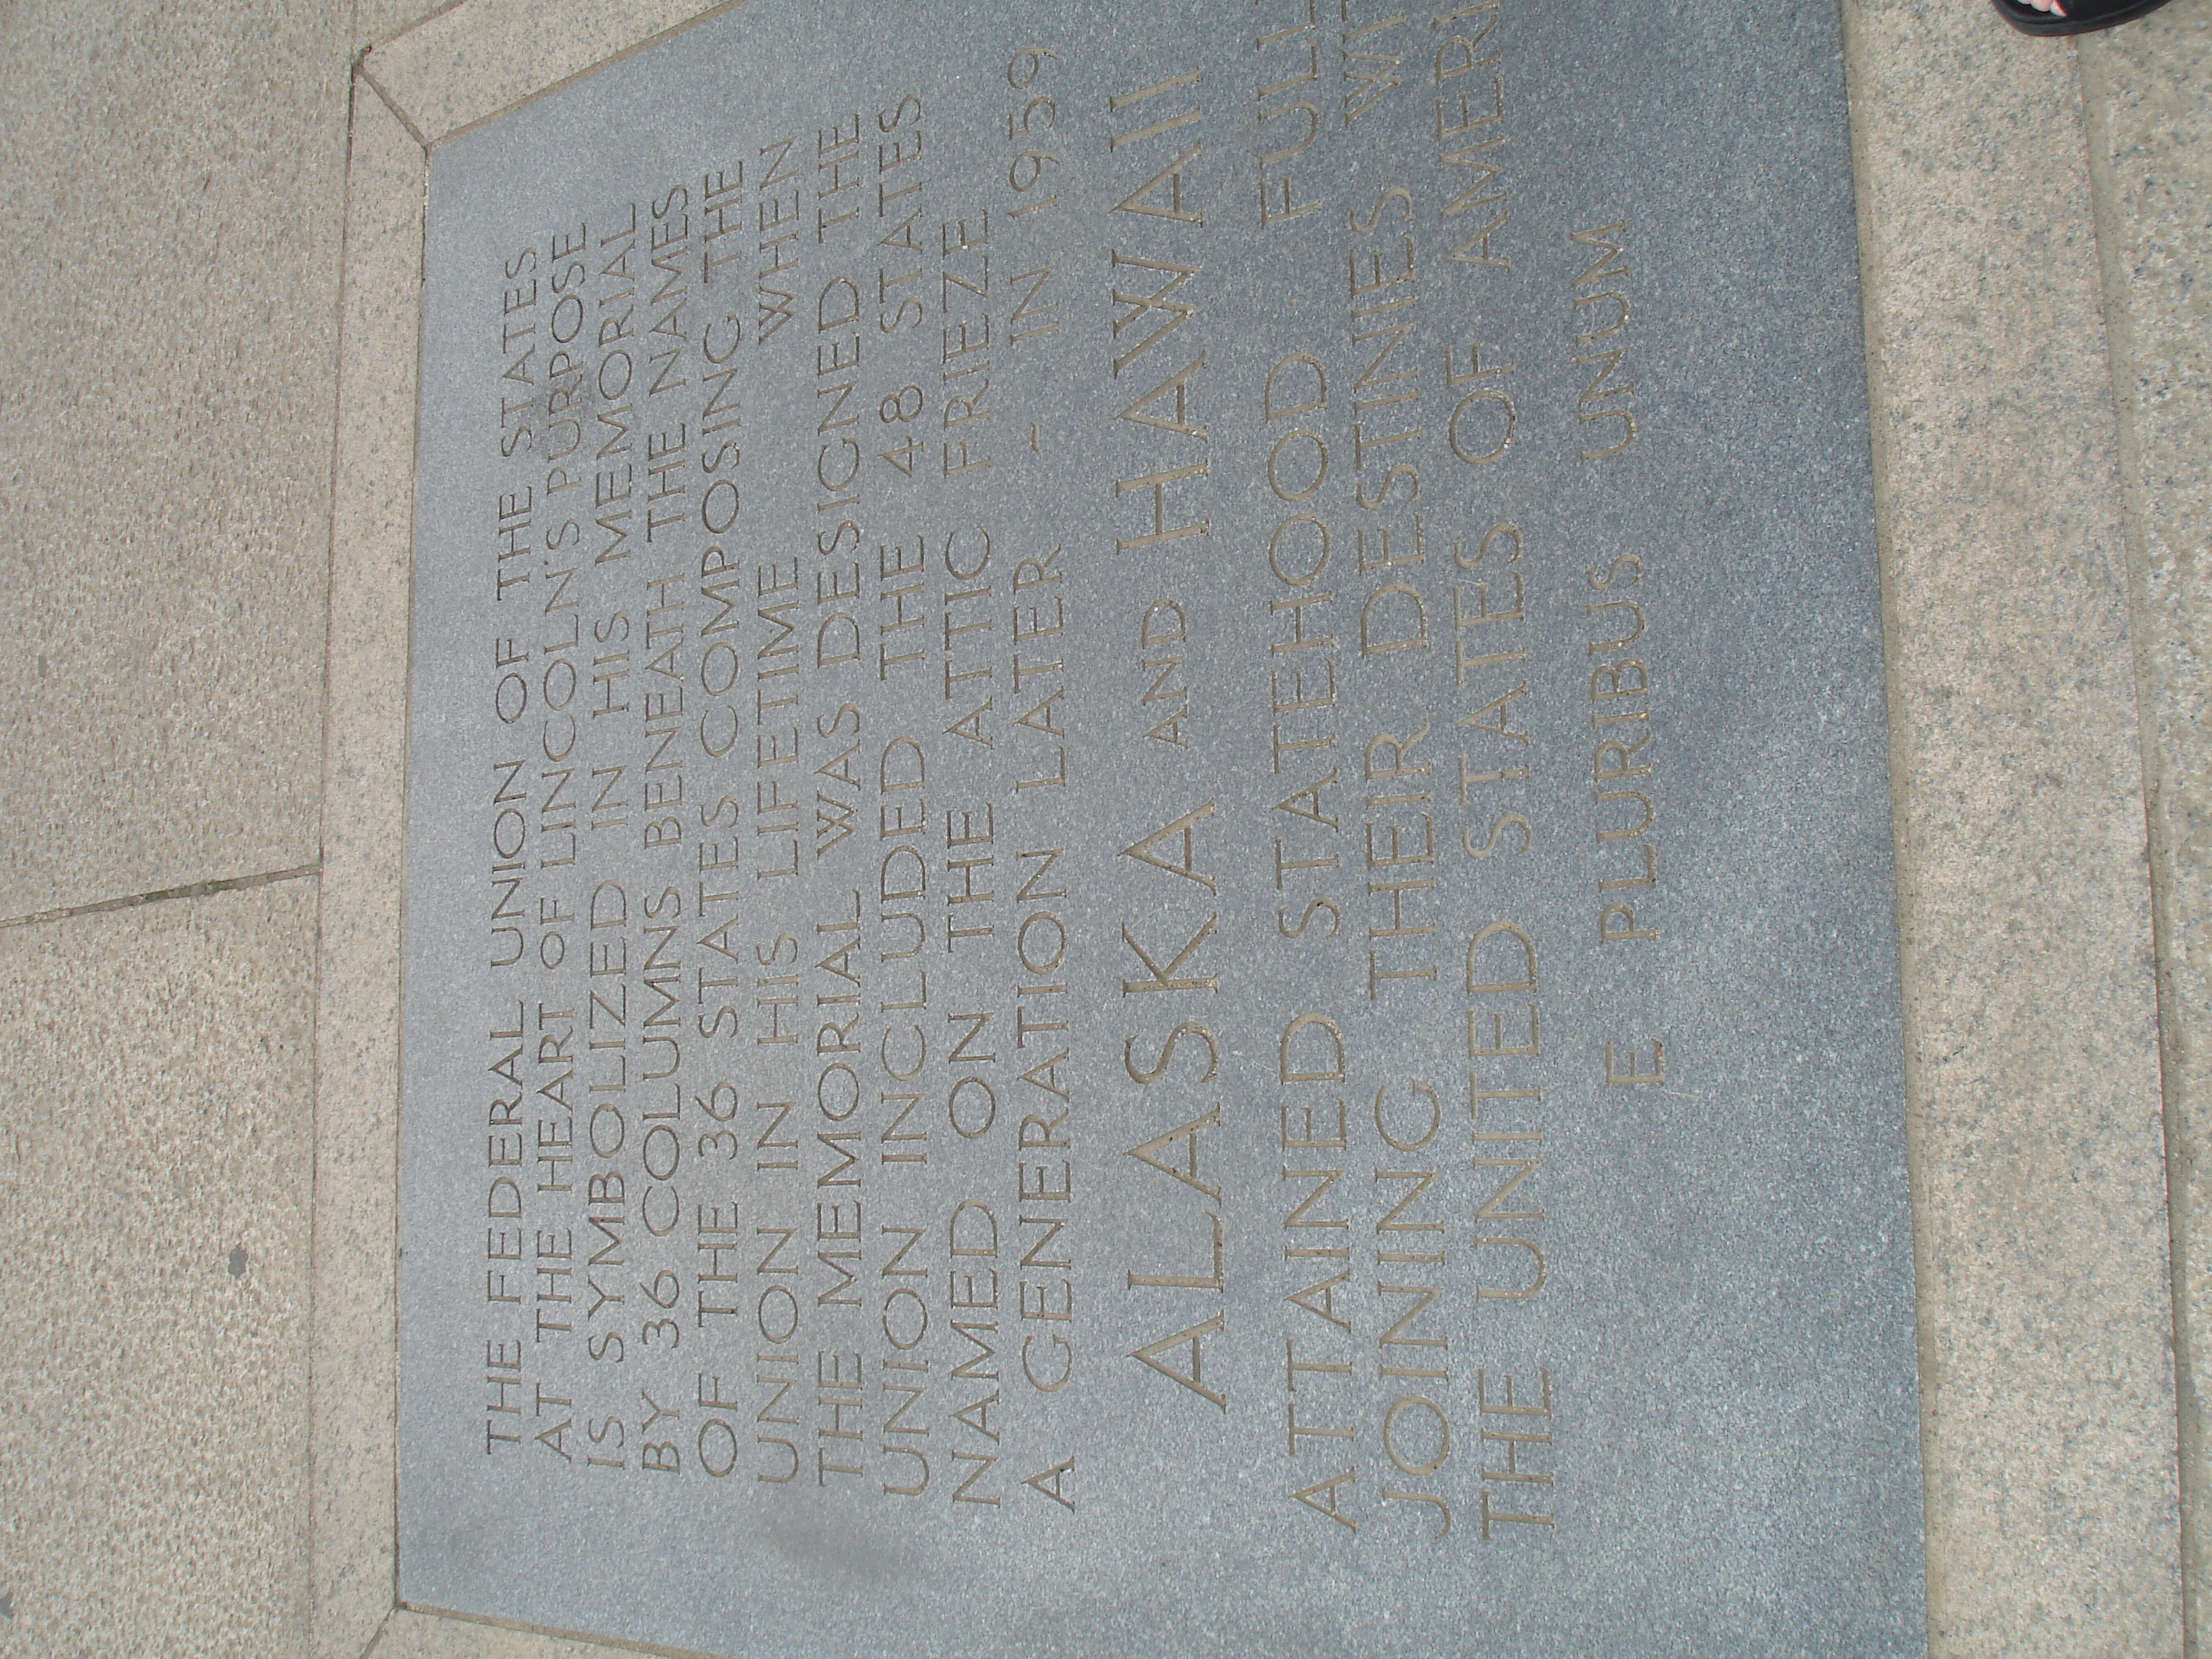 THE FEDERAL UNION OF THE STATES
AT THE HEART OF LINCOLN'S PURPOSE
IS SYMBOLIZED IN HIS MEMORIAL
BY 36 COLUMNS BENEATH THE NAMES
OF THE 36 STATES COMPOSING THE
UNION IN HIS LIFETIME WHEN
THE MEMORIAL WAS DESIGNED THE
UNION INCLUDED THE 48 STATES
NAMED ON THE ATTIC FRIEZE
A GENERATION LATER - IN 1959
ALASKA AND HAWAII
ATTAINED STATEHOOD
JOINING THEIR DESTINIES
THE UNITED STATES OF
E PLURIBUS UNUM